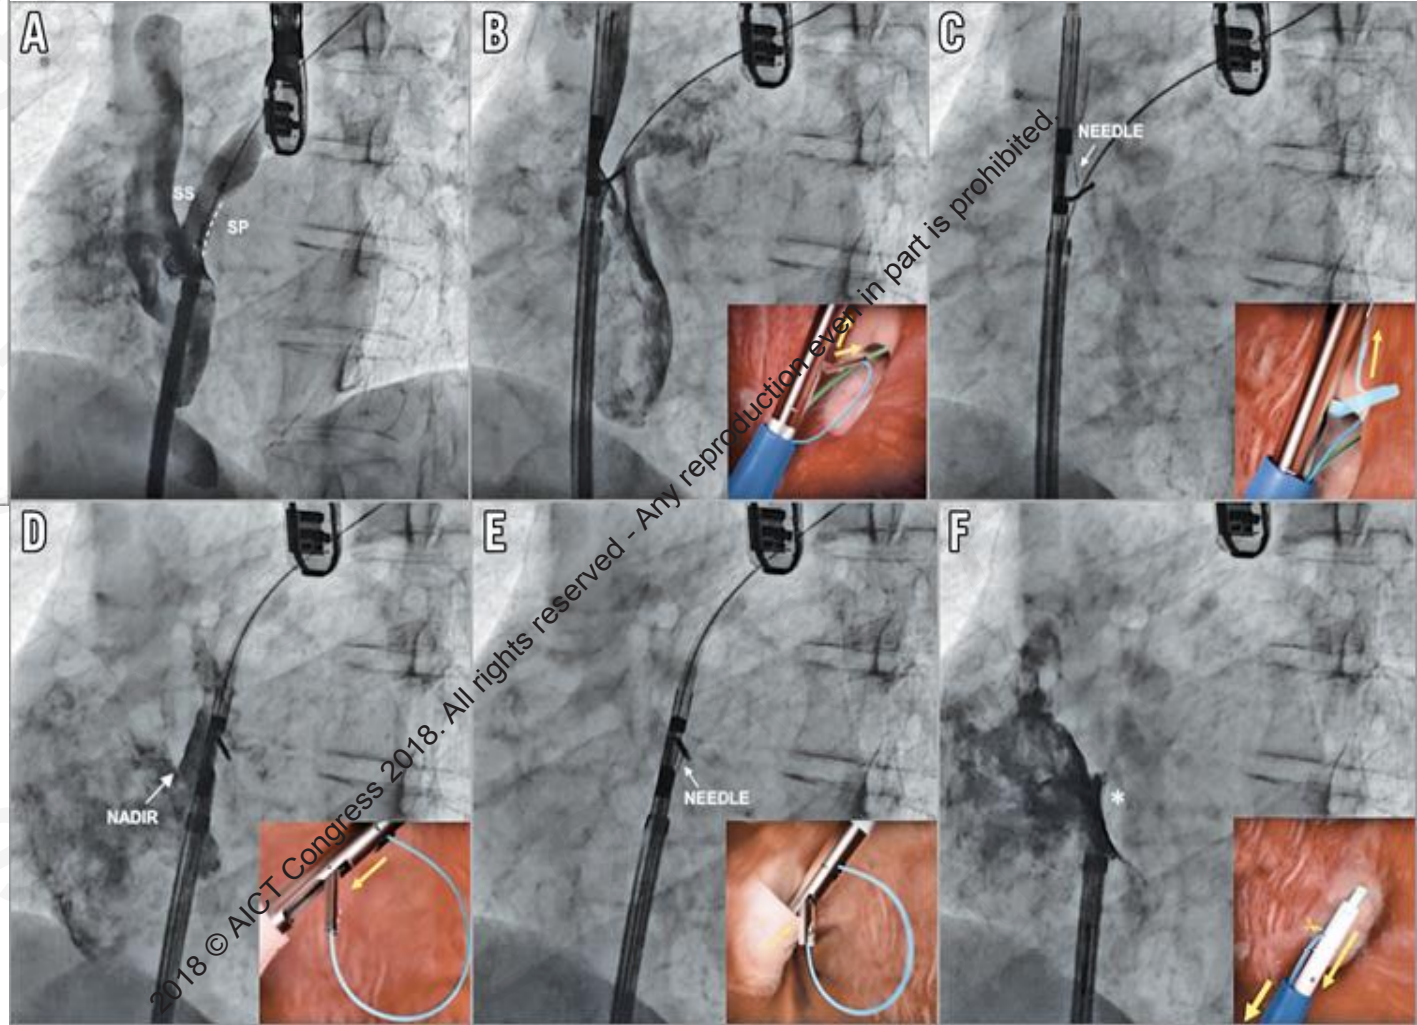 A
B
C
SS
SP
NEEDLE
D
E
F
NADIR
NEEDLE
*
2018 © AICT Congress 2018. All rights reserved - Any reproduction even in part is prohibited.